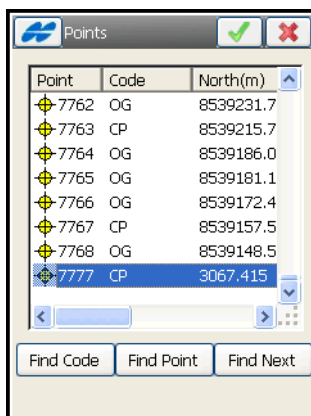 Points
Point Code North(m)
7762 OG 8539231.7
7763 CP 8539215.7
7764 OG 8539186.0
7765 OG 8539181.1
7766 OG 8539172.4
7767 CP 8539157.5
7768 OG 8539148.5
7777 CP 3067.415
Find Code Find Point Find Next